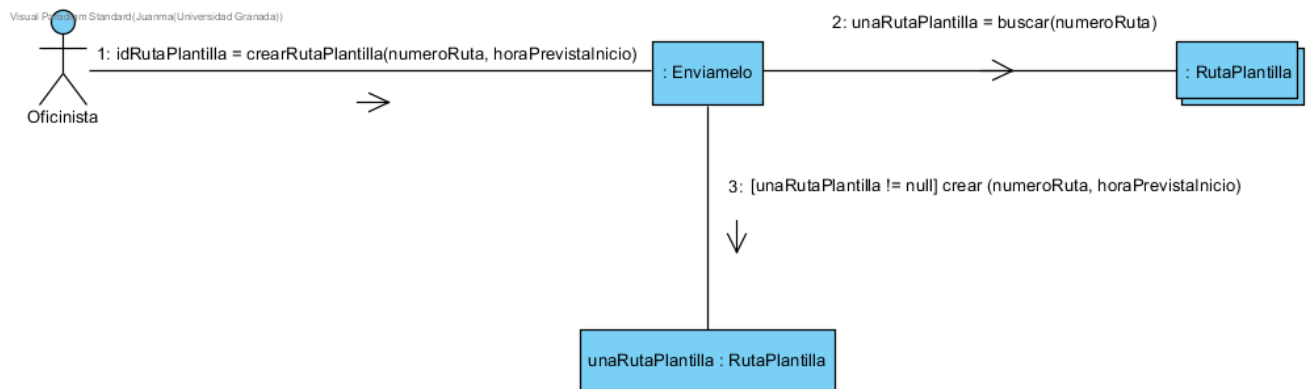 Visual Paradigm Standard(Juanma(Universidad Granada))
1: idRutaPlantilla = crearRutaPlantilla(numeroRuta, horaPrevistaInicio)
2: unaRutaPlantilla = buscar(numeroRuta)
: Enviamelo
: RutaPlantilla
Oficinista
3: [unaRutaPlantilla != null] crear (numeroRuta, horaPrevistaInicio)
unaRutaPlantilla : RutaPlantilla